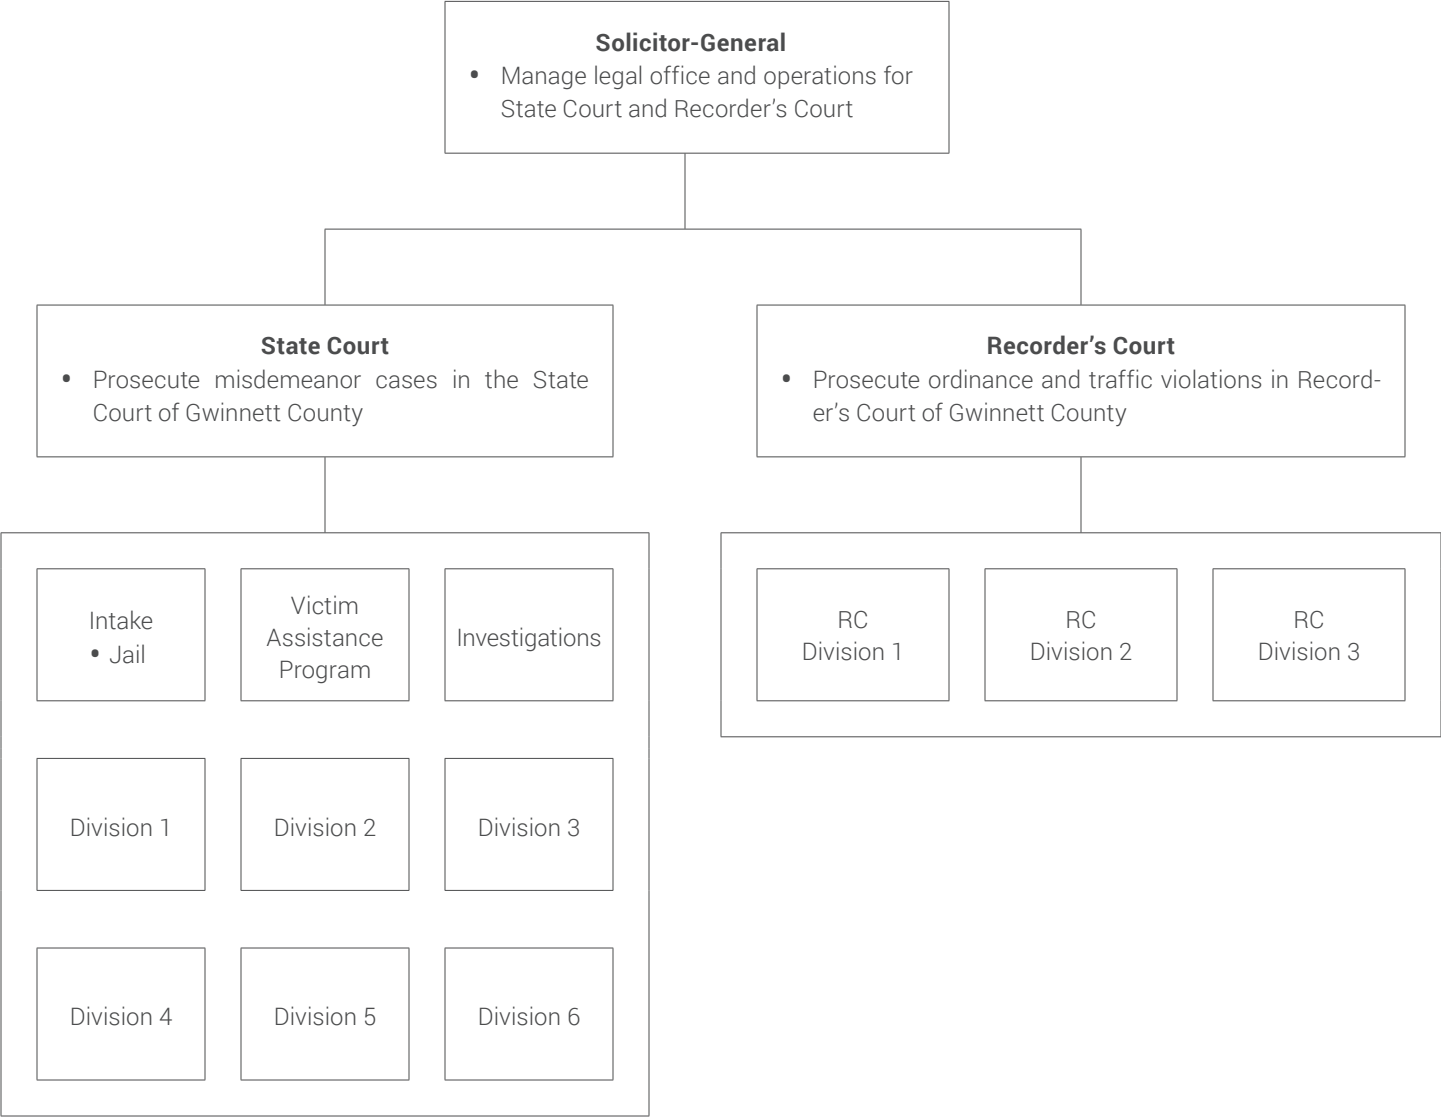 Solicitor-General
• Manage legal office and operations for
State Court and Recorder’s Court
State Court
• Prosecute misdemeanor cases in the State
Court of Gwinnett County
Recorder’s Court
• Prosecute ordinance and traffic violations in Record-
er’s Court of Gwinnett County
Intake
• Jail
Victim
Assistance
Program
Investigations
RC
Division 1
RC
Division 2
RC
Division 3
Division 1
Division 2
Division 3
Division 4
Division 5
Division 6